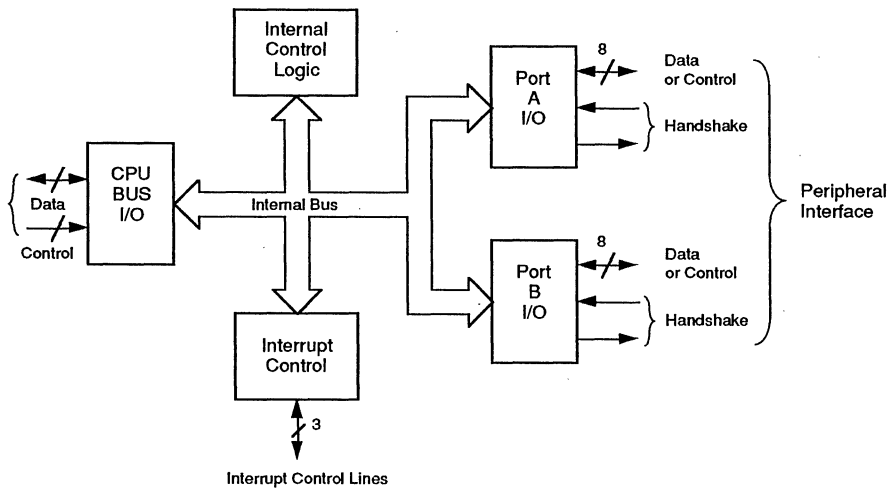 Internal
Control
Logic
CPU
BUS
I/O
Data
Control
Internal Bus
Interrupt
Control
3
Interrupt Control Lines
Port
A
I/O
8
Data
or Control
Handshake
Port
B
I/O
8
Data
or Control
Handshake
Peripheral
Interface